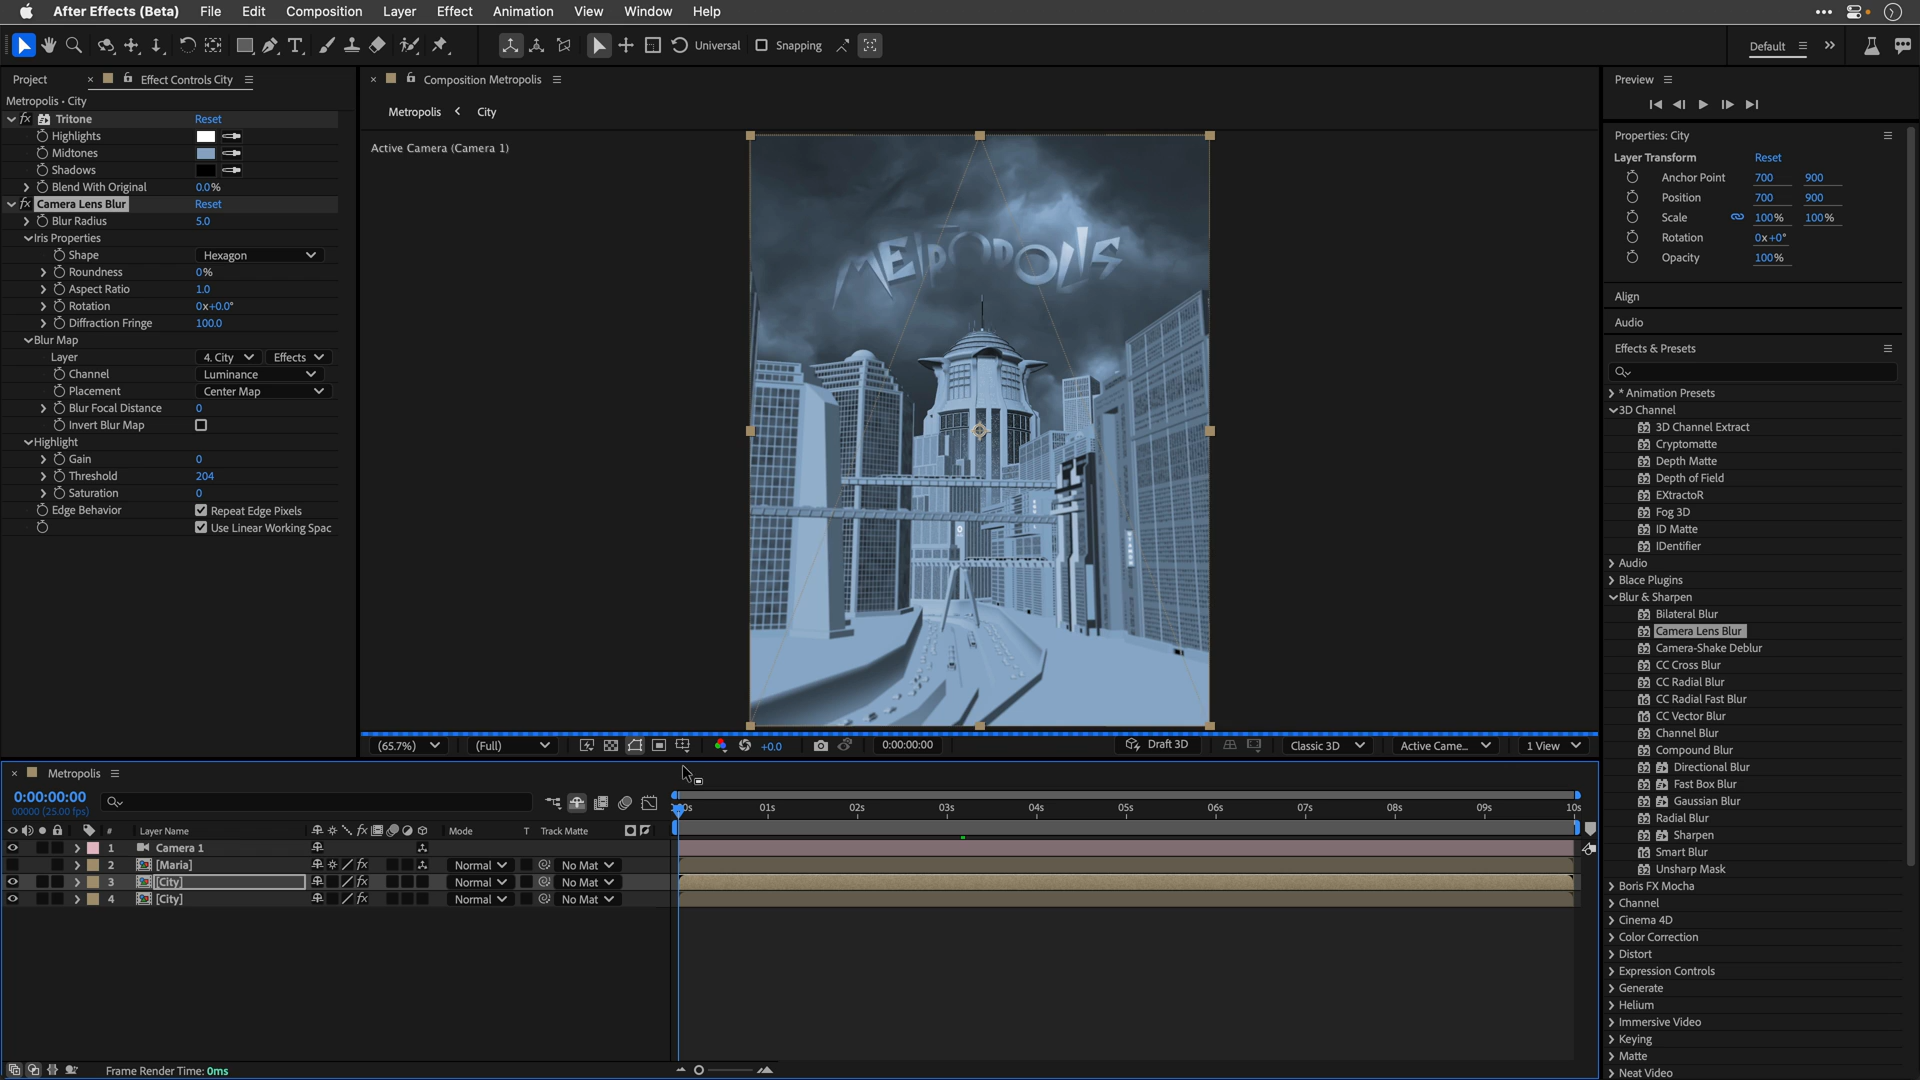 After Effects (Beta) File Edit Composition Layer Effect Animation View Window Help
Universal Snapping Default
Project Effect Controls City
Metropolis • City
Tritone Reset
Highlights
Midtones
Shadows
Blend With Original 0.0%
Camera Lens Blur Reset
Blur Radius 5.0
Iris Properties
Shape Hexagon
Roundness 0%
Aspect Ratio 1.0
Rotation 0x+0.0°
Diffraction Fringe 100.0
Blur Map
Layer 4. City Effects
Channel Luminance
Placement Center Map
Blur Focal Distance 0
Invert Blur Map
Highlight
Gain 0
Threshold 204
Saturation 0
Edge Behavior Repeat Edge Pixels
Use Linear Working Spac
Composition Metropolis
Metropolis City
Active Camera (Camera 1)
METROPOLIS
(65.7%) (Full) +0.0 0:00:00:00 Draft 3D Classic 3D Active Came... 1 View
Preview
Properties: City
Layer Transform Reset
Anchor Point 700 900
Position 700 900
Scale 100% 100%
Rotation 0x+0°
Opacity 100%
Align
Audio
Effects & Presets
* Animation Presets
3D Channel
3D Channel Extract
Cryptomatte
Depth Matte
Depth of Field
EXtractoR
Fog 3D
ID Matte
IDentifier
Audio
Blace Plugins
Blur & Sharpen
Bilateral Blur
Camera Lens Blur
Camera-Shake Deblur
CC Cross Blur
CC Radial Blur
CC Radial Fast Blur
CC Vector Blur
Channel Blur
Compound Blur
Directional Blur
Fast Box Blur
Gaussian Blur
Radial Blur
Sharpen
Smart Blur
Unsharp Mask
Boris FX Mocha
Channel
Cinema 4D
Color Correction
Distort
Expression Controls
Generate
Helium
Immersive Video
Keying
Matte
Neat Video
Metropolis
0:00:00:00
00000 (25.00 fps)
01s 02s 03s 04s 05s 06s 07s 08s 09s 10s
# Layer Name Mode T Track Matte
1 Camera 1
2 [Maria] Normal No Mat
3 [City] Normal No Mat
4 [City] Normal No Mat
Frame Render Time: 0ms